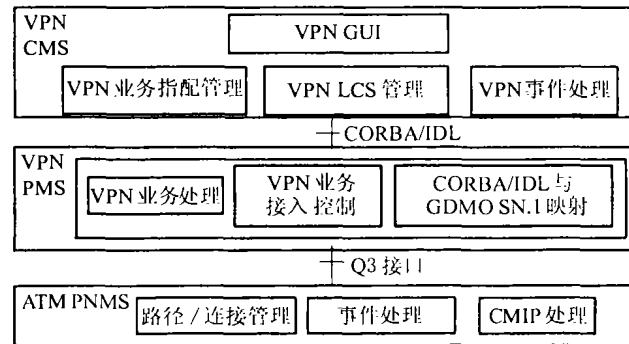 VPN
CMS
VPN GUI
VPN 业务指配管理
VPN LCS 管理
VPN 事件处理
CORBA/IDL
VPN
PMS
VPN 业务处理
VPN 业务
接入 控制
CORBA/IDL 与
GDMO SN.1 映射
Q3 接口
ATM PNMS
路径 / 连接管理
事件处理
CMIP 处理